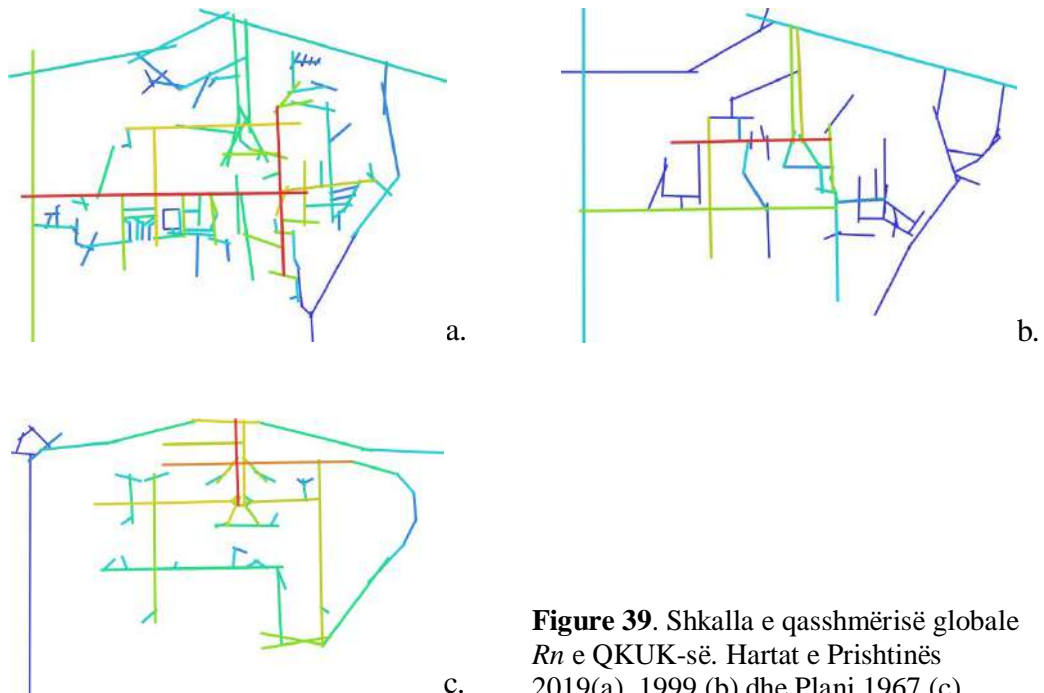 a.
b.
c.
Figure 39. Shkalla e qasshmërisë globale
Rn e QKUK-së. Hartat e Prishtinës
2019(a), 1999 (b) dhe Plani 1967 (c)